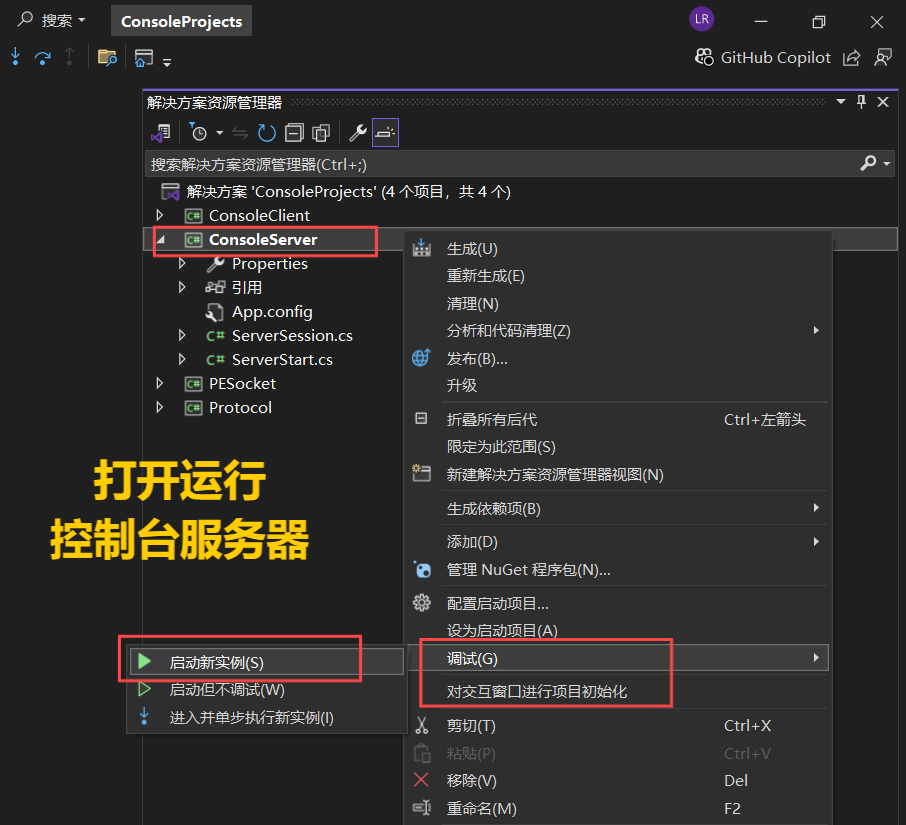 搜索
ConsoleProjects
LR
GitHub Copilot
解决方案资源管理器
搜索解决方案资源管理器(Ctrl+;)
解决方案 'ConsoleProjects' (4 个项目，共 4 个)
ConsoleClient
ConsoleServer
Properties
引用
App.config
ServerSession.cs
ServerStart.cs
PESocket
Protocol
打开运行
控制台服务器
生成(U)
重新生成(E)
清理(N)
分析和代码清理(Z)
发布(B)...
升级
折叠所有后代 Ctrl+左箭头
限定为此范围(S)
新建解决方案资源管理器视图(N)
生成依赖项(B)
添加(D)
管理 NuGet 程序包(N)...
配置启动项目...
设为启动项目(A)
调试(G)
对交互窗口进行项目初始化
剪切(T) Ctrl+X
粘贴(P) Ctrl+V
移除(V) Del
重命名(M) F2
启动新实例(S)
启动但不调试(W)
进入并单步执行新实例(I)